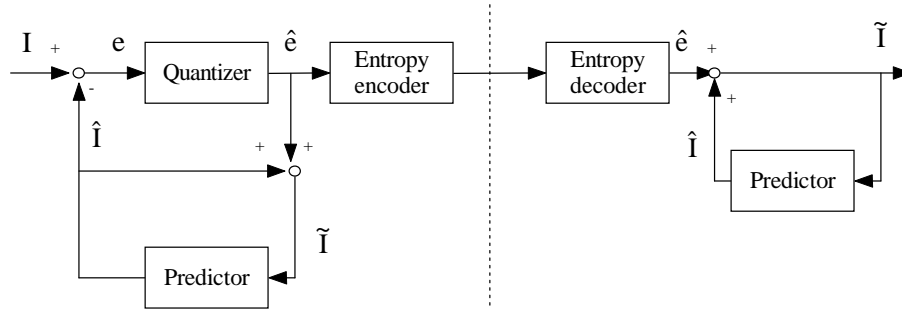 I + e Quantizer ê Entropy encoder
-
Î
+ +
Ĩ
Predictor
Entropy decoder ê + Ĩ
+
Î
Predictor